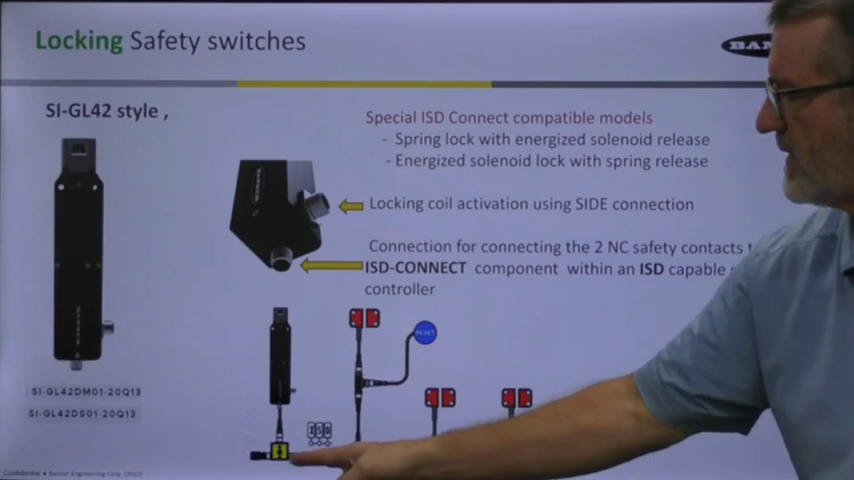 Locking Safety switches
BAN
SI-GL42 style ,
Special ISD Connect compatible models
- Spring lock with energized solenoid release
- Energized solenoid lock with spring release
Locking coil activation using SIDE connection
Connection for connecting the 2 NC safety contacts t
ISD-CONNECT component within an ISD capable
controller
RESET
SI-GL42DM01-20Q13
SI-GL42DS01-20Q13
ISD
Confidential • Banner Engineering Corp. (2022)